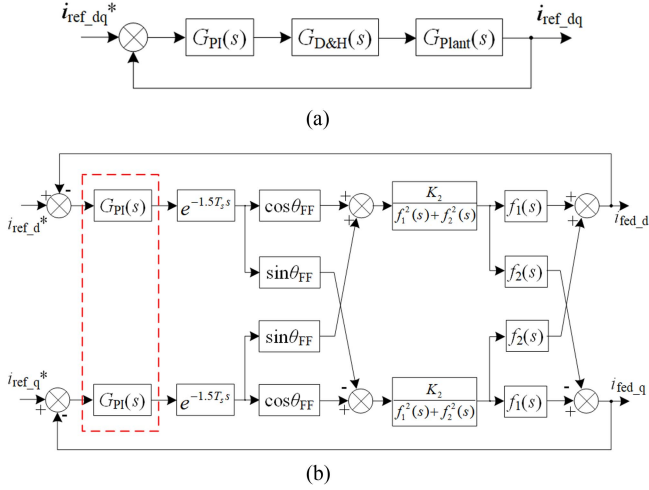 i_ref_dq* i_ref_dq
G_PI(s) G_D&H(s) G_Plant(s)
(a)
+ - G_PI(s) e^-1.5T_s s cosθ_FF + + K_2/(f_1^2(s)+f_2^2(s)) f_1(s) + +
i_ref_d* i_fed_d
sinθ_FF f_2(s)
sinθ_FF f_2(s)
i_ref_q* - - i_fed_q
+ - G_PI(s) e^-1.5T_s s cosθ_FF + K_2/(f_1^2(s)+f_2^2(s)) f_1(s) +
(b)